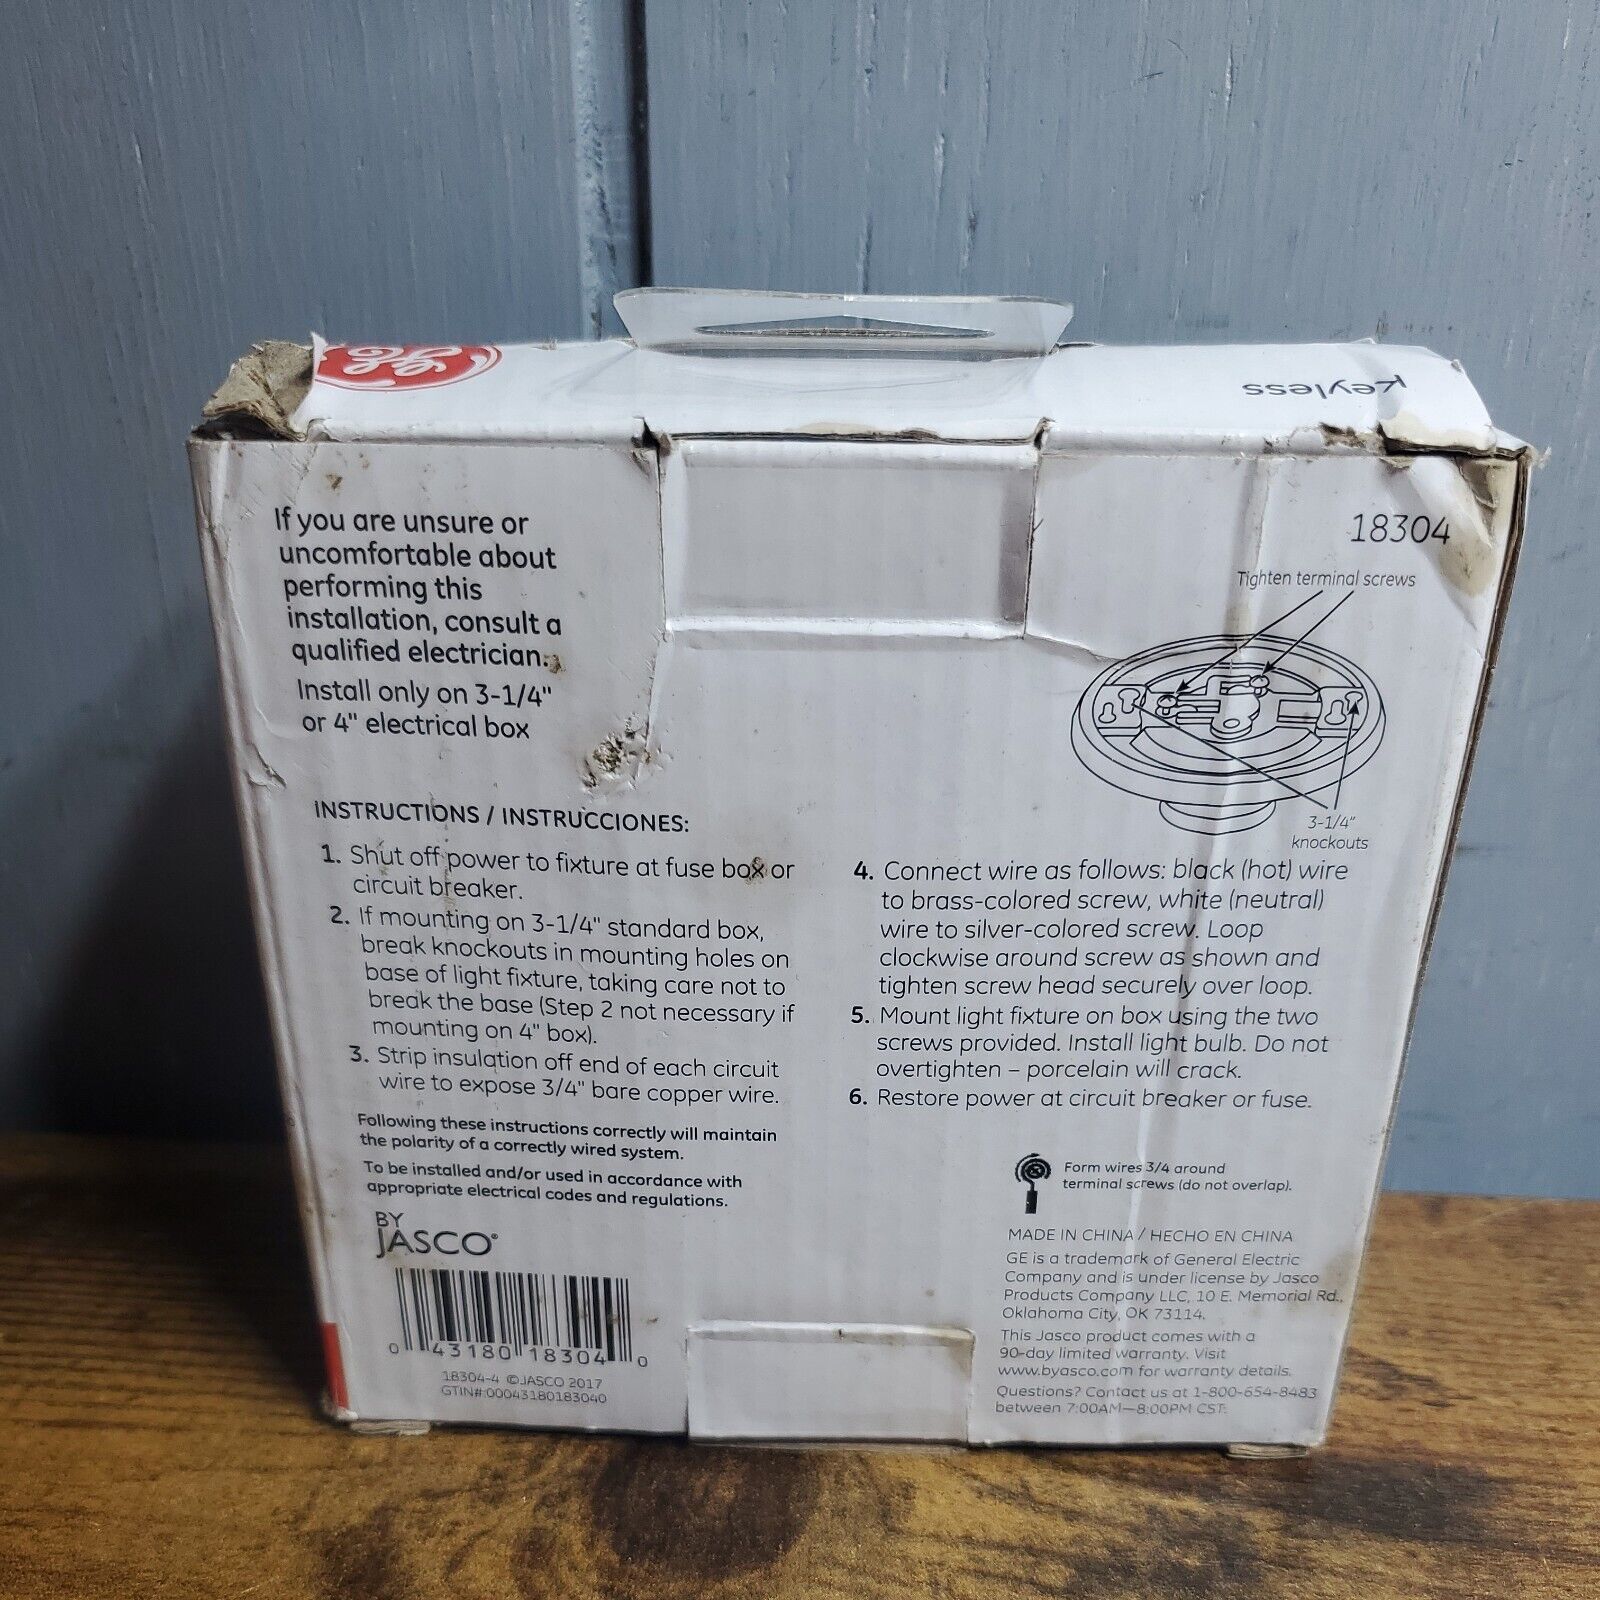 GE
Keyless
If you are unsure or
uncomfortable about
performing this
installation, consult a
qualified electrician.
Install only on 3-1/4"
or 4" electrical box
18304
Tighten terminal screws
3-1/4"
knockouts
INSTRUCTIONS / INSTRUCCIONES:
1. Shut off power to fixture at fuse box or
circuit breaker.
2. If mounting on 3-1/4" standard box,
break knockouts in mounting holes on
base of light fixture, taking care not to
break the base (Step 2 not necessary if
mounting on 4" box).
3. Strip insulation off end of each circuit
wire to expose 3/4" bare copper wire.
Following these instructions correctly will maintain
the polarity of a correctly wired system.
To be installed and/or used in accordance with
appropriate electrical codes and regulations.
BY
JASCO®
0 43180 18304 0
18304-4 ©JASCO 2017
GTIN#:00043180183040
4. Connect wire as follows: black (hot) wire
to brass-colored screw, white (neutral)
wire to silver-colored screw. Loop
clockwise around screw as shown and
tighten screw head securely over loop.
5. Mount light fixture on box using the two
screws provided. Install light bulb. Do not
overtighten – porcelain will crack.
6. Restore power at circuit breaker or fuse.
Form wires 3/4 around
terminal screws (do not overlap).
MADE IN CHINA / HECHO EN CHINA
GE is a trademark of General Electric
Company and is under license by Jasco
Products Company LLC, 10 E. Memorial Rd.,
Oklahoma City, OK 73114.
This Jasco product comes with a
90-day limited warranty. Visit
www.byjasco.com for warranty details.
Questions? Contact us at 1-800-654-8483
between 7:00AM—8:00PM CST.